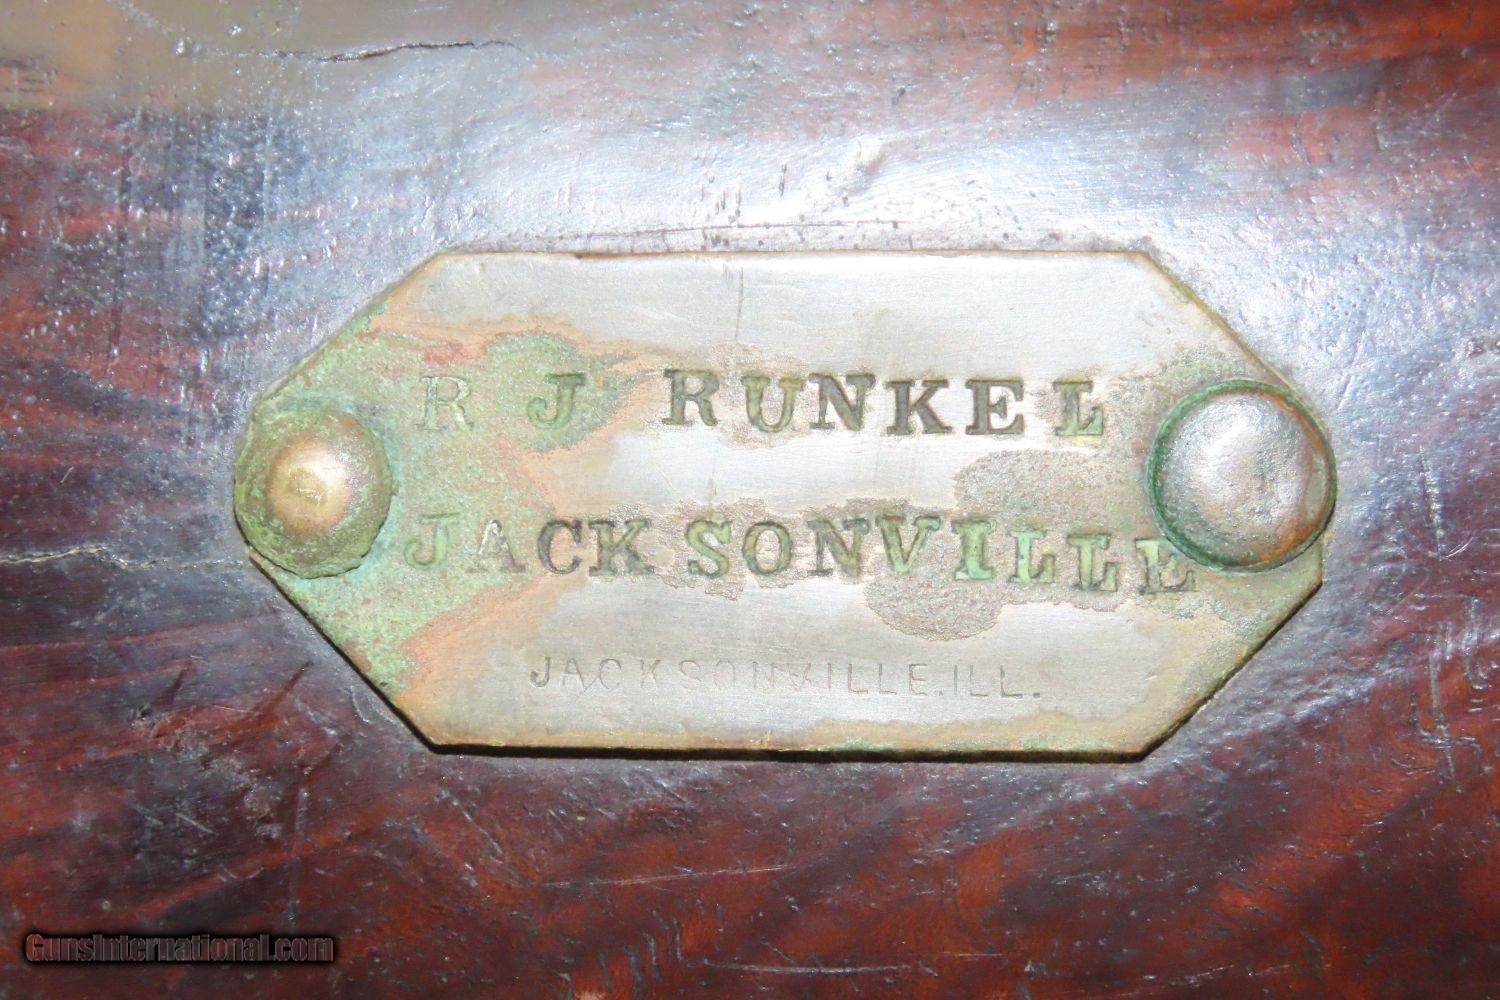 R J RUNKEL
JACKSONVILLE
JACKSONVILLE.ILL.
GunsInternational.com